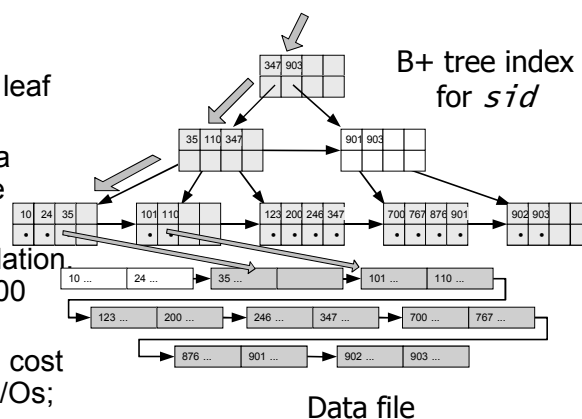 347 903
B+ tree index
for sid
leaf
35 110 347
901 903
a
e
10 24 35
101 110
123 200 246 347
700 767 876 901
902 903
lation.
00
10 ... 24 ...
35 ...
101 ... 110 ...
123 ... 200 ...
246 ... 347 ...
700 ... 767 ...
cost
/Os;
876 ... 901 ...
902 ... 903 ...
Data file